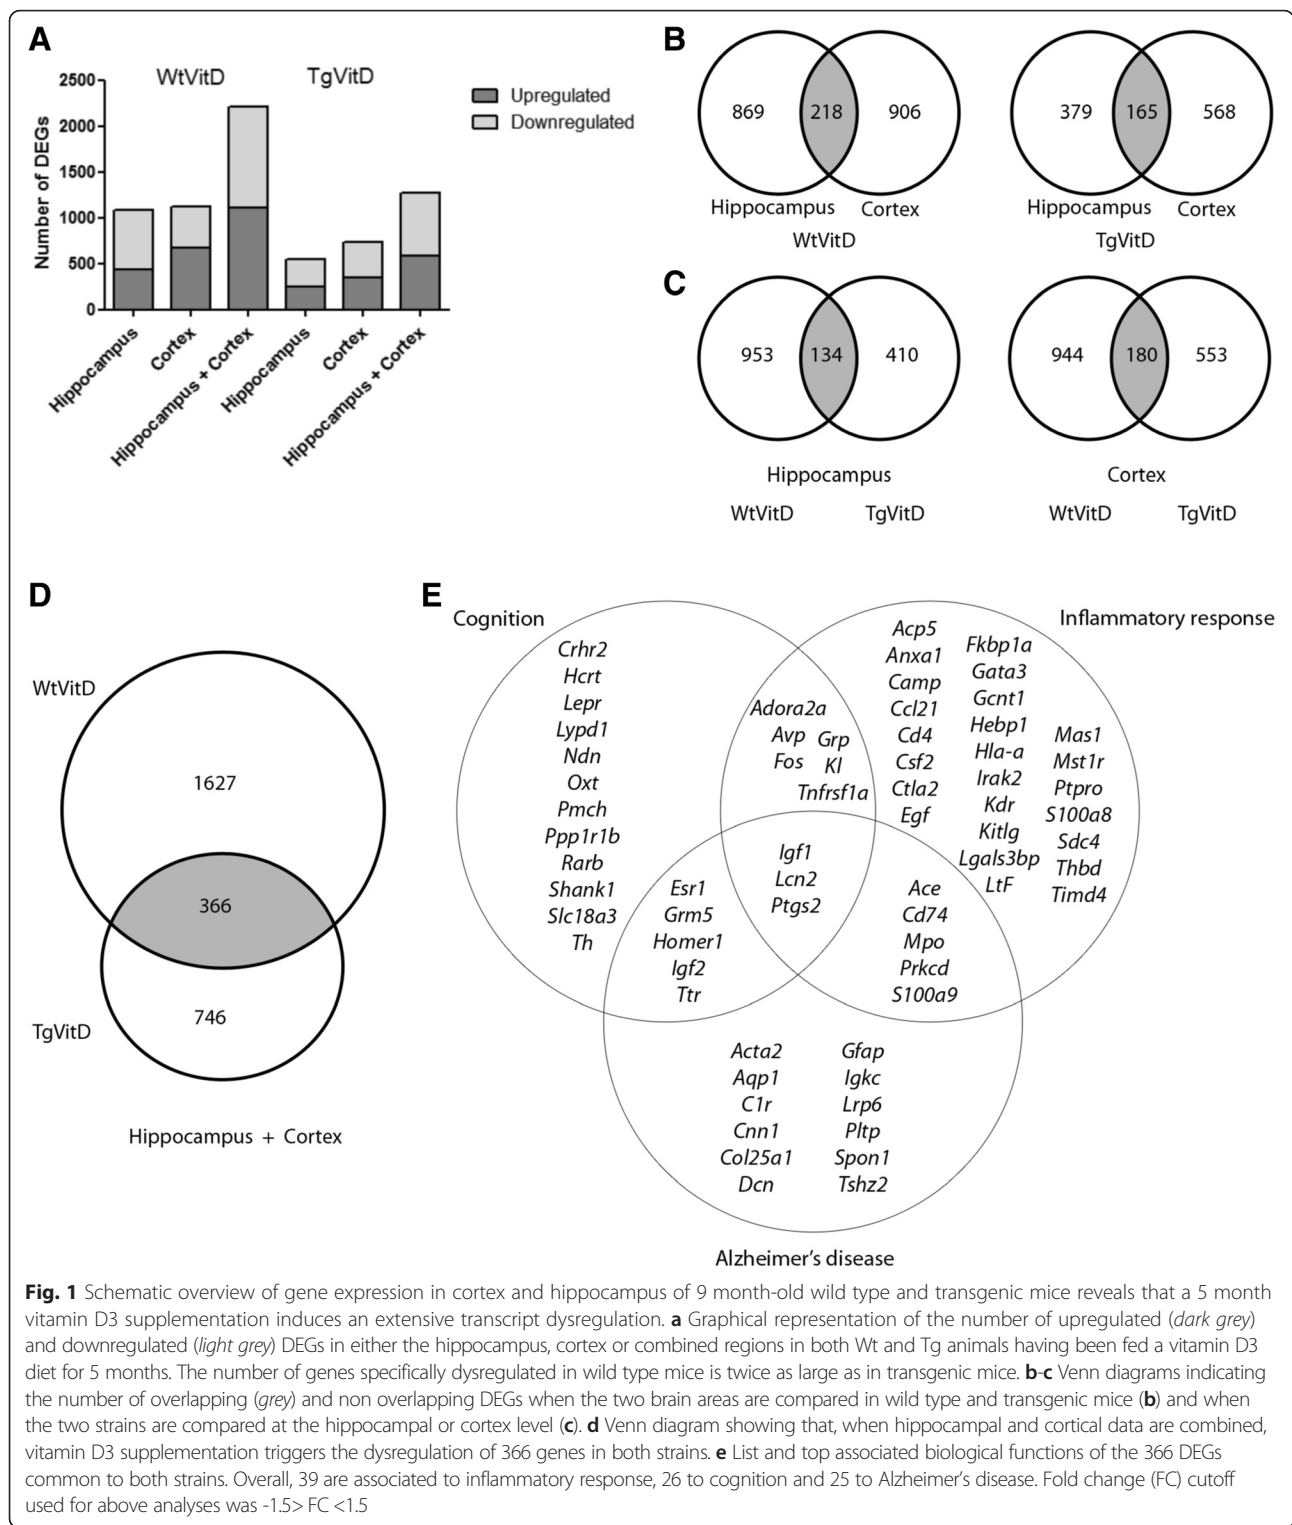 A
WtVitD
TgVitD
2500
2000
1500
1000
500
0
Number of DEGs
Upregulated
Downregulated
Hippocampus
Cortex
Hippocampus + Cortex
Hippocampus
Cortex
Hippocampus + Cortex
B
869
218
906
Hippocampus
Cortex
WtVitD
379
165
568
Hippocampus
Cortex
TgVitD
C
953
134
410
Hippocampus
WtVitD
TgVitD
944
180
553
Cortex
WtVitD
TgVitD
D
WtVitD
1627
366
746
TgVitD
Hippocampus + Cortex
E
Cognition
Inflammatory response
Crhr2
Hcrt
Lepr
Lypd1
Ndn
Oxt
Pmch
Ppp1r1b
Rarb
Shank1
Slc18a3
Th
Adora2a
Avp
Grp
Fos
Kl
Tnfrsf1a
Acp5
Anxa1
Camp
Ccl21
Cd4
Csf2
Ctla2
Egf
Fkbp1a
Gata3
Gcnt1
Hebp1
Hla-a
Irak2
Kdr
Kitlg
Lgals3bp
LtF
Mas1
Mst1r
Ptpro
S100a8
Sdc4
Thbd
Timd4
Igf1
Lcn2
Ptgs2
Esr1
Grm5
Homer1
Igf2
Ttr
Ace
Cd74
Mpo
Prkcd
S100a9
Acta2
Aqp1
C1r
Cnn1
Col25a1
Dcn
Gfap
Igkc
Lrp6
Pltp
Spon1
Tshz2
Alzheimer's disease
Fig. 1 Schematic overview of gene expression in cortex and hippocampus of 9 month-old wild type and transgenic mice reveals that a 5 month
vitamin D3 supplementation induces an extensive transcript dysregulation. a Graphical representation of the number of upregulated (dark grey)
and downregulated (light grey) DEGs in either the hippocampus, cortex or combined regions in both Wt and Tg animals having been fed a vitamin D3
diet for 5 months. The number of genes specifically dysregulated in wild type mice is twice as large as in transgenic mice. b-c Venn diagrams indicating
the number of overlapping (grey) and non overlapping DEGs when the two brain areas are compared in wild type and transgenic mice (b) and when
the two strains are compared at the hippocampal or cortex level (c). d Venn diagram showing that, when hippocampal and cortical data are combined,
vitamin D3 supplementation triggers the dysregulation of 366 genes in both strains. e List and top associated biological functions of the 366 DEGs
common to both strains. Overall, 39 are associated to inflammatory response, 26 to cognition and 25 to Alzheimer's disease. Fold change (FC) cutoff
used for above analyses was -1.5> FC <1.5